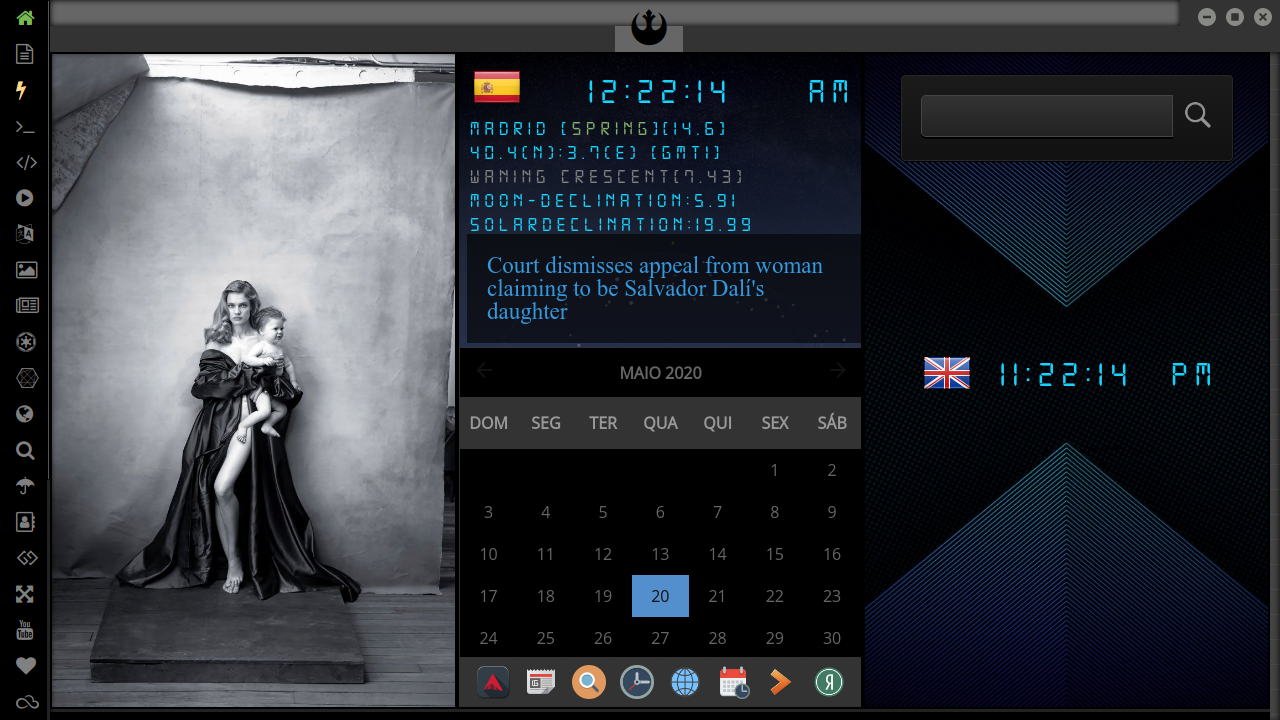 12:22:14 AM
MADRID [SPRING][14.6]
40.4(N):3.7(E) [GMT1]
WANING CRESCENT[7.43]
MOON-DECLINATION:5.91
SOLARDECLINATION:19.99
Court dismisses appeal from woman
claiming to be Salvador Dalí's
daughter
MAIO 2020
DOM SEG TER QUA QUI SEX SÁB
1 2
3 4 5 6 7 8 9
10 11 12 13 14 15 16
17 18 19 20 21 22 23
24 25 26 27 28 29 30
11:22:14 PM
You
Tube
Я